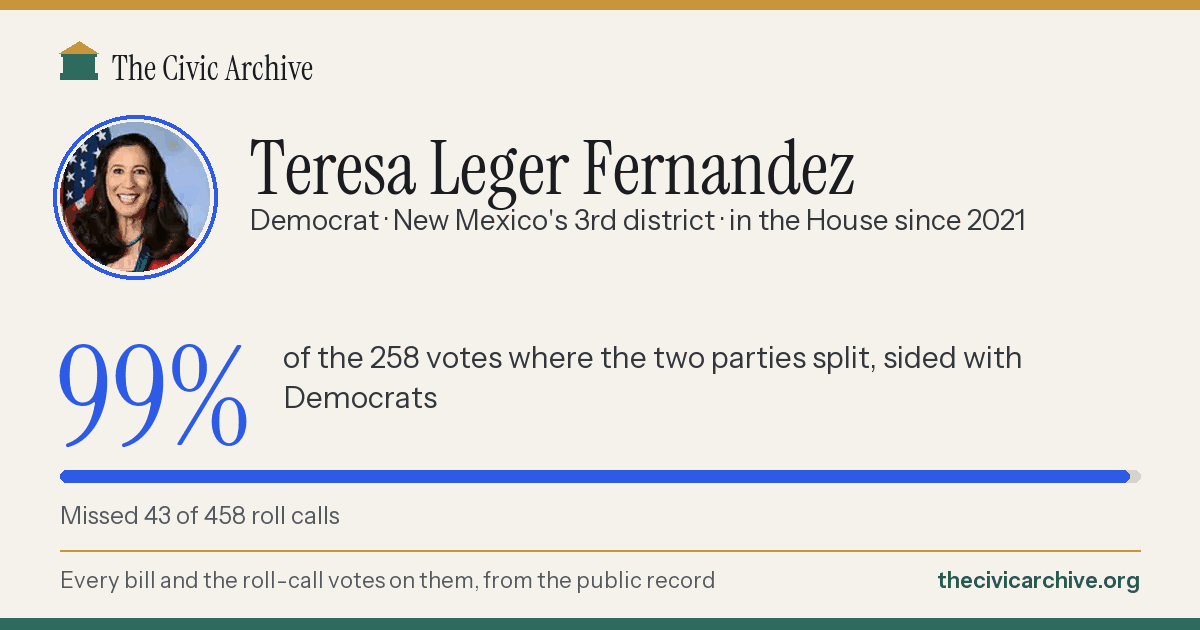 The Civic Archive
Teresa Leger Fernandez
Democrat · New Mexico's 3rd district · in the House since 2021
99%
of the 258 votes where the two parties split, sided with
Democrats
Missed 43 of 458 roll calls
Every bill and the roll-call votes on them, from the public record
thecivicarchive.org